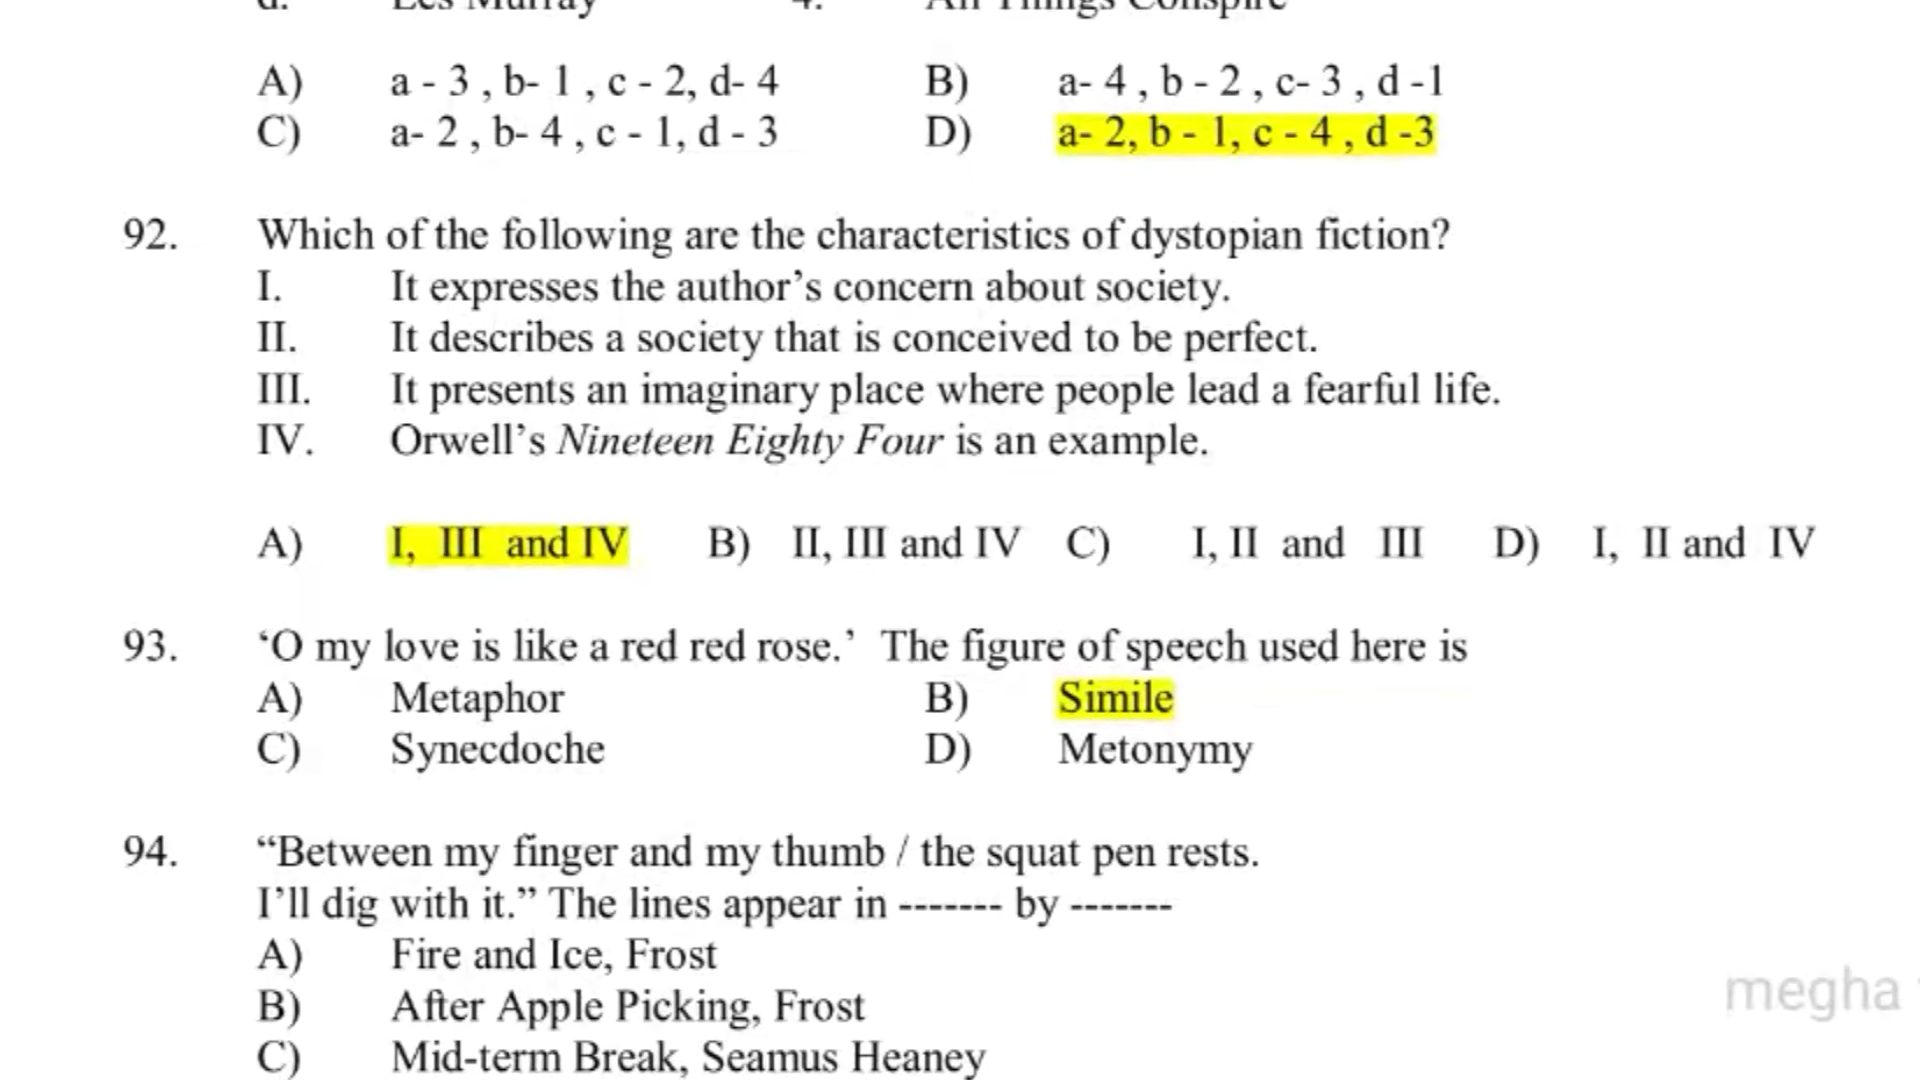 d. Les Murray 4. All Things Conspire
A) a - 3 , b- 1 , c - 2, d- 4 B) a- 4 , b - 2 , c- 3 , d -1
C) a- 2 , b- 4 , c - 1, d - 3 D) a- 2, b - 1, c - 4 , d -3
92. Which of the following are the characteristics of dystopian fiction?
I. It expresses the author’s concern about society.
II. It describes a society that is conceived to be perfect.
III. It presents an imaginary place where people lead a fearful life.
IV. Orwell’s Nineteen Eighty Four is an example.
A) I, III and IV B) II, III and IV C) I, II and III D) I, II and IV
93. ‘O my love is like a red red rose.’ The figure of speech used here is
A) Metaphor B) Simile
C) Synecdoche D) Metonymy
94. “Between my finger and my thumb / the squat pen rests.
I’ll dig with it.” The lines appear in ------- by -------
A) Fire and Ice, Frost
B) After Apple Picking, Frost
megha
C) Mid-term Break, Seamus Heaney